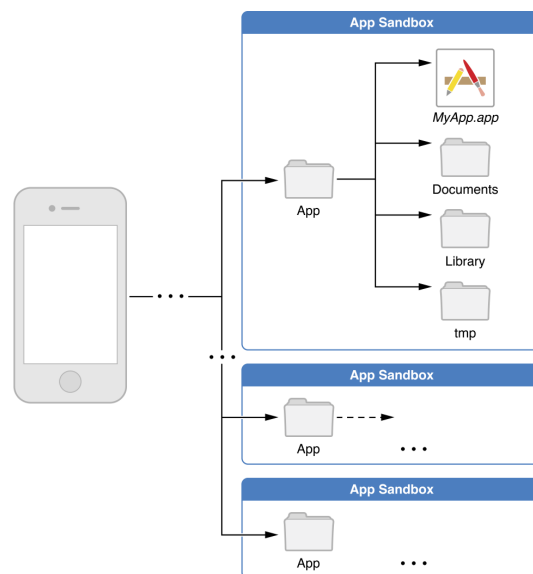 App Sandbox
MyApp.app
Documents
App
Library
tmp
App Sandbox
App
App Sandbox
App